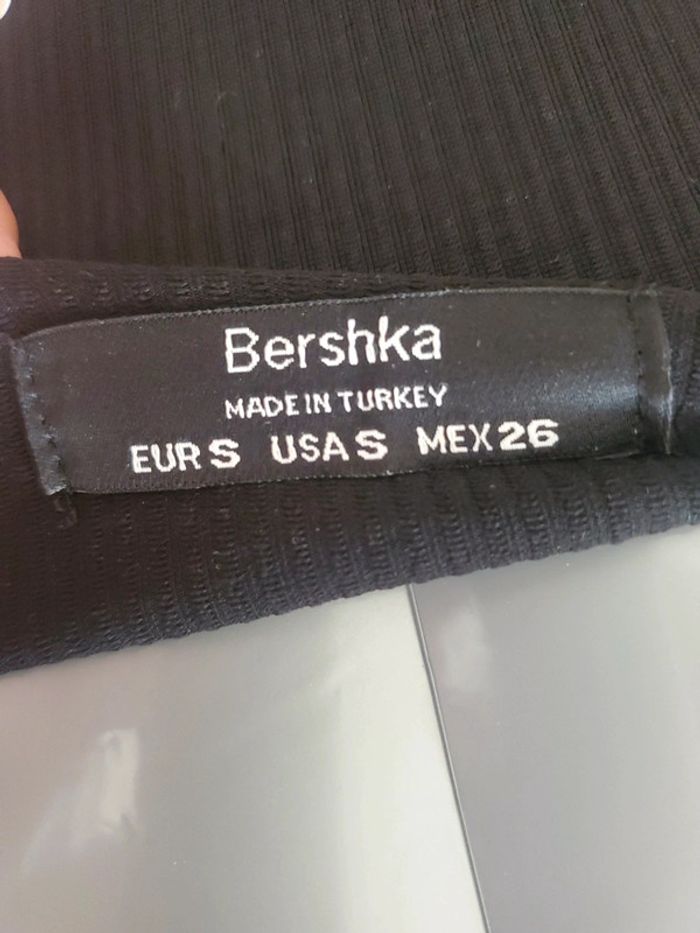 Bershka
MADE IN TURKEY
EUR S USA S MEX 26